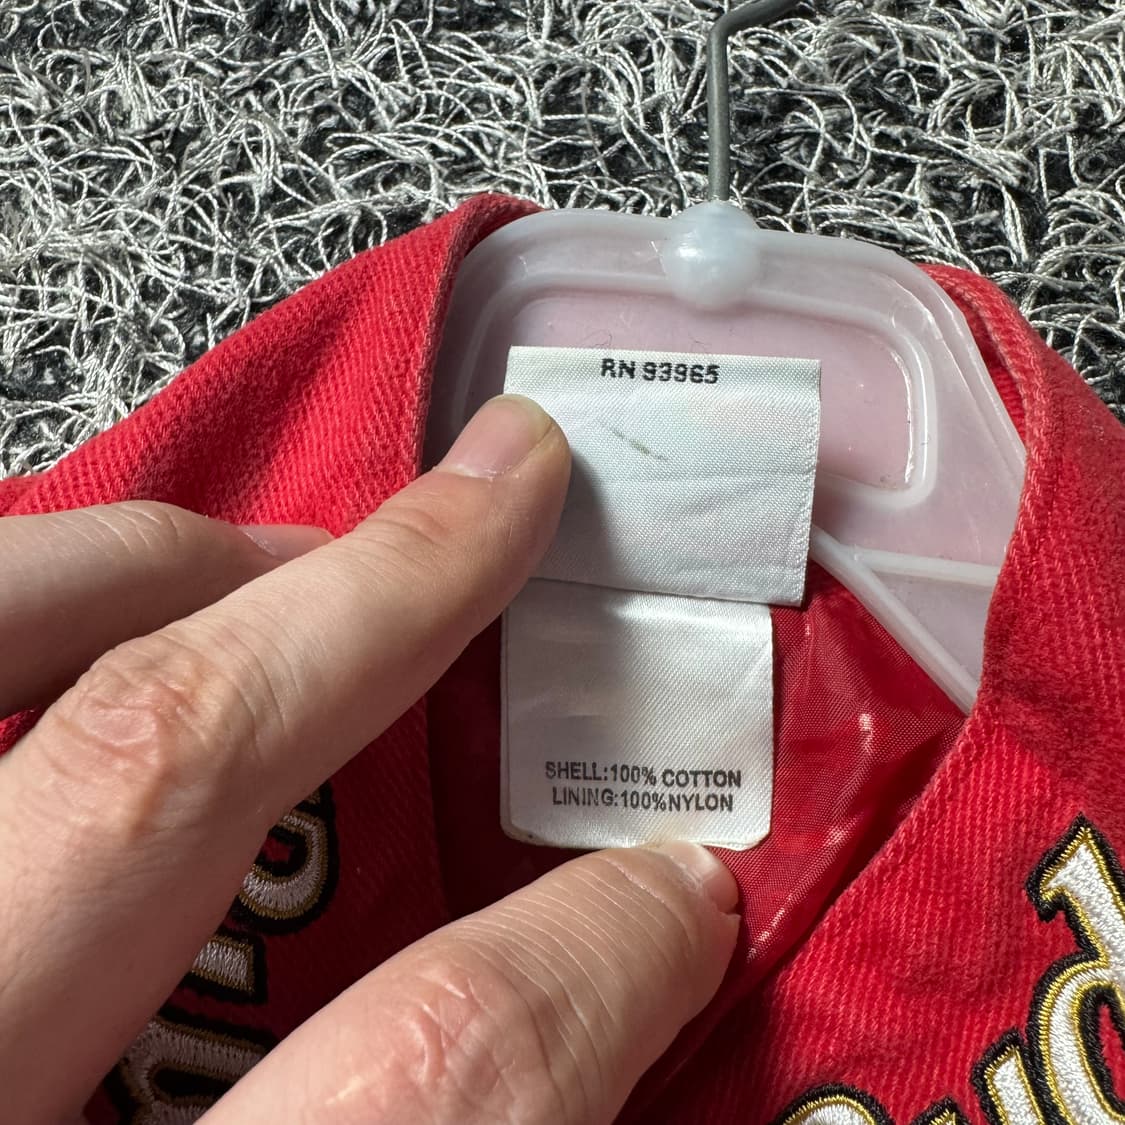 RN 93965
SHELL:100% COTTON
LINING:100%NYLON